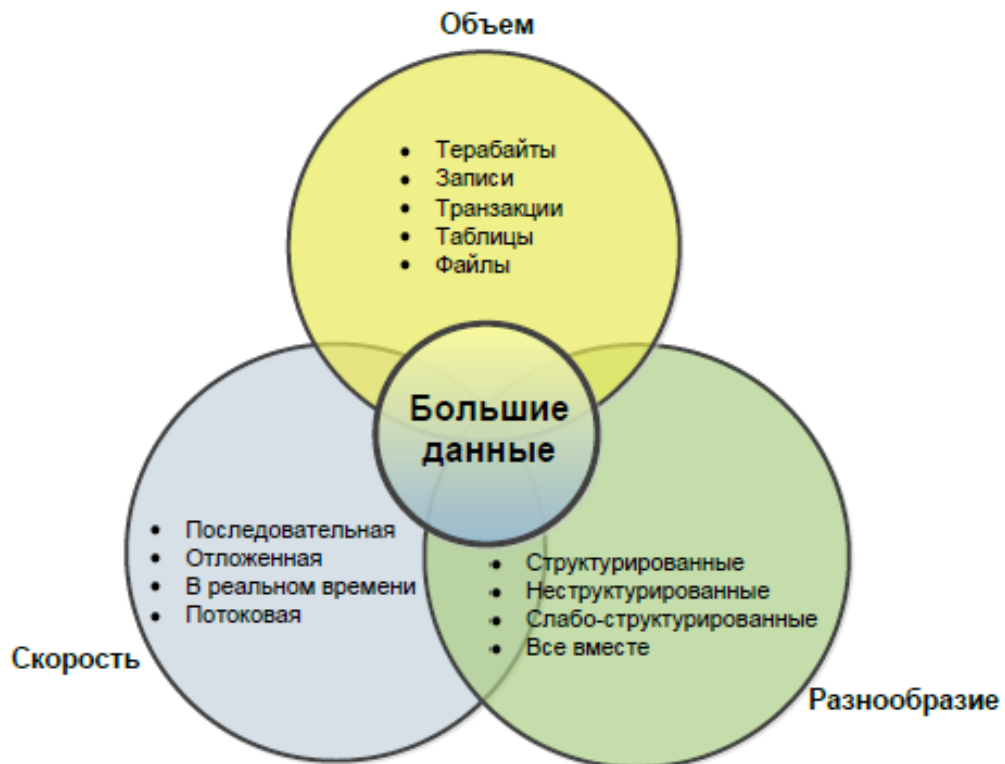 Объем
• Терабайты
• Записи
• Транзакции
• Таблицы
• Файлы
Большие
данные
• Последовательная
• Отложенная
• В реальном времени
• Потоковая
Скорость
• Структурированные
• Неструктурированные
• Слабо-структурированные
• Все вместе
Разнообразие